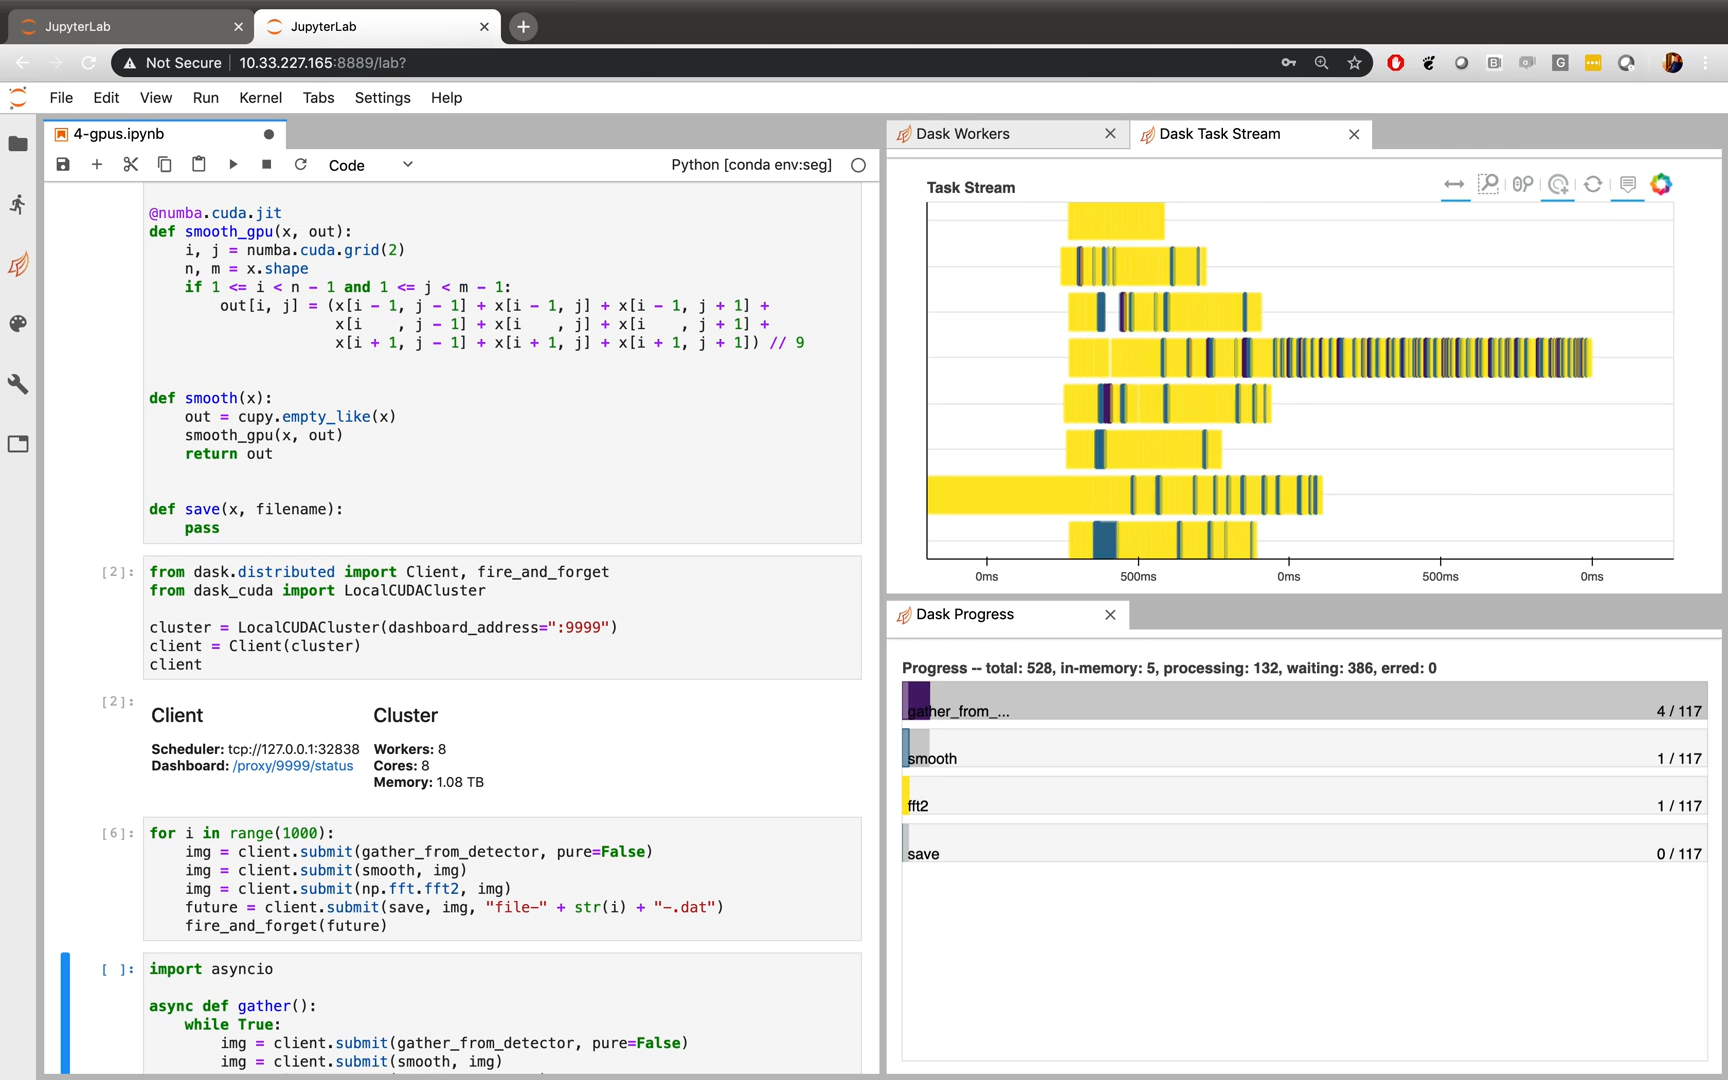 JupyterLab
JupyterLab
Not Secure 10.33.227.165:8889/lab?
File Edit View Run Kernel Tabs Settings Help
4-gpus.ipynb
Code
Python [conda env:seg]
@numba.cuda.jit
def smooth_gpu(x, out):
    i, j = numba.cuda.grid(2)
    n, m = x.shape
    if 1 <= i < n - 1 and 1 <= j < m - 1:
        out[i, j] = (x[i - 1, j - 1] + x[i - 1, j] + x[i - 1, j + 1] +
                     x[i    , j - 1] + x[i    , j] + x[i    , j + 1] +
                     x[i + 1, j - 1] + x[i + 1, j] + x[i + 1, j + 1]) // 9
def smooth(x):
    out = cupy.empty_like(x)
    smooth_gpu(x, out)
    return out
def save(x, filename):
    pass
[2]: from dask.distributed import Client, fire_and_forget
from dask_cuda import LocalCUDACluster
cluster = LocalCUDACluster(dashboard_address=":9999")
client = Client(cluster)
client
[2]:
Client
Scheduler: tcp://127.0.0.1:32838
Dashboard: /proxy/9999/status
Cluster
Workers: 8
Cores: 8
Memory: 1.08 TB
[6]: for i in range(1000):
    img = client.submit(gather_from_detector, pure=False)
    img = client.submit(smooth, img)
    img = client.submit(np.fft.fft2, img)
    future = client.submit(save, img, "file-" + str(i) + "-.dat")
    fire_and_forget(future)
[ ]: import asyncio
async def gather():
    while True:
        img = client.submit(gather_from_detector, pure=False)
        img = client.submit(smooth, img)
Dask Workers
Dask Task Stream
Task Stream
0ms 500ms 0ms 500ms 0ms
Dask Progress
Progress -- total: 528, in-memory: 5, processing: 132, waiting: 386, erred: 0
gather_from_... 4 / 117
smooth 1 / 117
fft2 1 / 117
save 0 / 117